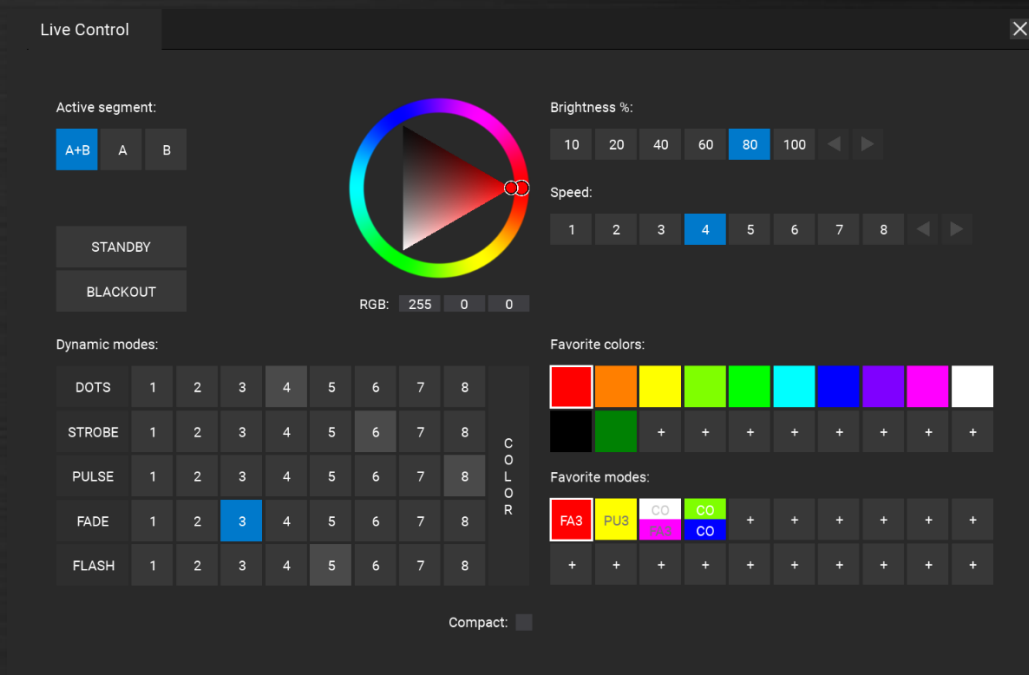 Live Control
Active segment:
A+B A B
STANDBY
BLACKOUT
RGB: 255 0 0
Brightness %:
10 20 40 60 80 100
Speed:
1 2 3 4 5 6 7 8
Dynamic modes:
DOTS 1 2 3 4 5 6 7 8
STROBE 1 2 3 4 5 6 7 8
PULSE 1 2 3 4 5 6 7 8
FADE 1 2 3 4 5 6 7 8
FLASH 1 2 3 4 5 6 7 8
COLOR
Favorite colors:
+ + + + + + + +
Favorite modes:
FA3 PU3 CO CO + + + + + +
CO
+ + + + + + + + + +
Compact: